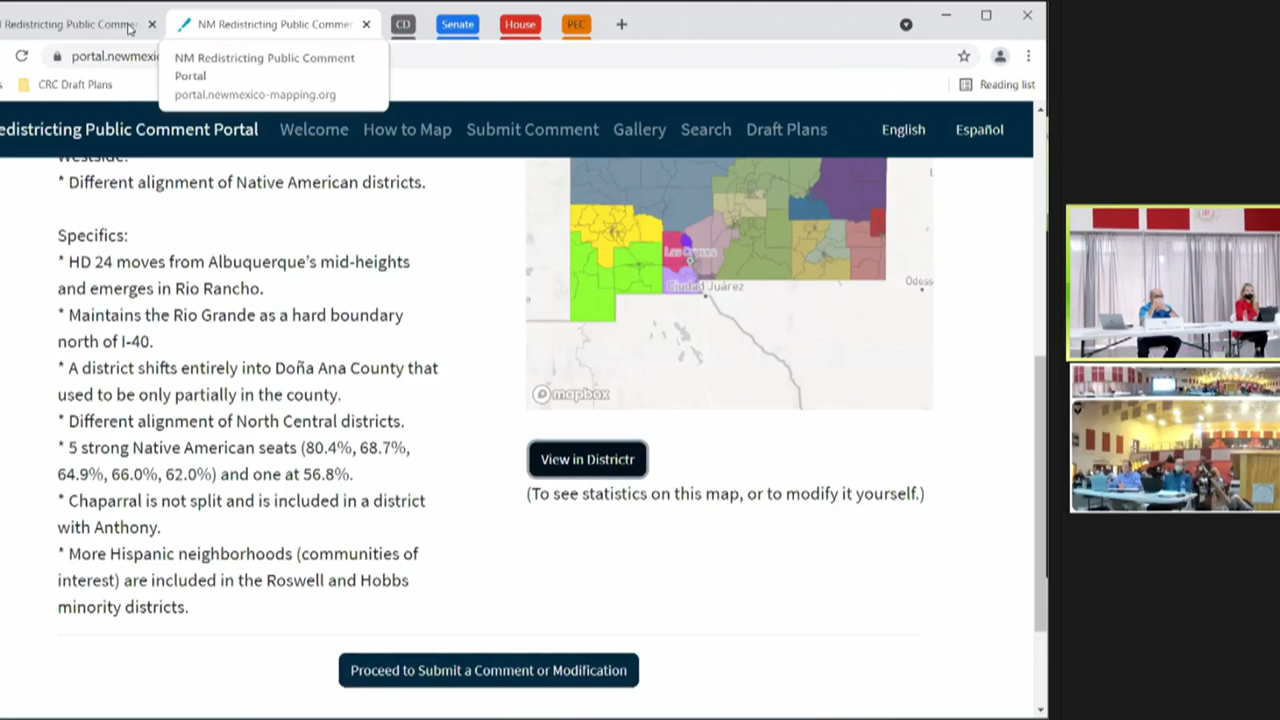 Redistricting Public Comme
NM Redistricting Public Commer
CD
Senate
House
PEC
portal.newmexic
NM Redistricting Public Comment
Portal
portal.newmexico-mapping.org
CRC Draft Plans
Reading list
edistricting Public Comment Portal
Welcome
How to Map
Submit Comment
Gallery
Search
Draft Plans
English
Español
Westside:
* Different alignment of Native American districts.
Specifics:
* HD 24 moves from Albuquerque's mid-heights
and emerges in Rio Rancho.
* Maintains the Rio Grande as a hard boundary
north of I-40.
* A district shifts entirely into Doña Ana County that
used to be only partially in the county.
* Different alignment of North Central districts.
* 5 strong Native American seats (80.4%, 68.7%,
64.9%, 66.0%, 62.0%) and one at 56.8%.
* Chaparral is not split and is included in a district
with Anthony.
* More Hispanic neighborhoods (communities of
interest) are included in the Roswell and Hobbs
minority districts.
Las Cruces
Ciudad Juárez
Odess
mapbox
View in Districtr
(To see statistics on this map, or to modify it yourself.)
Proceed to Submit a Comment or Modification